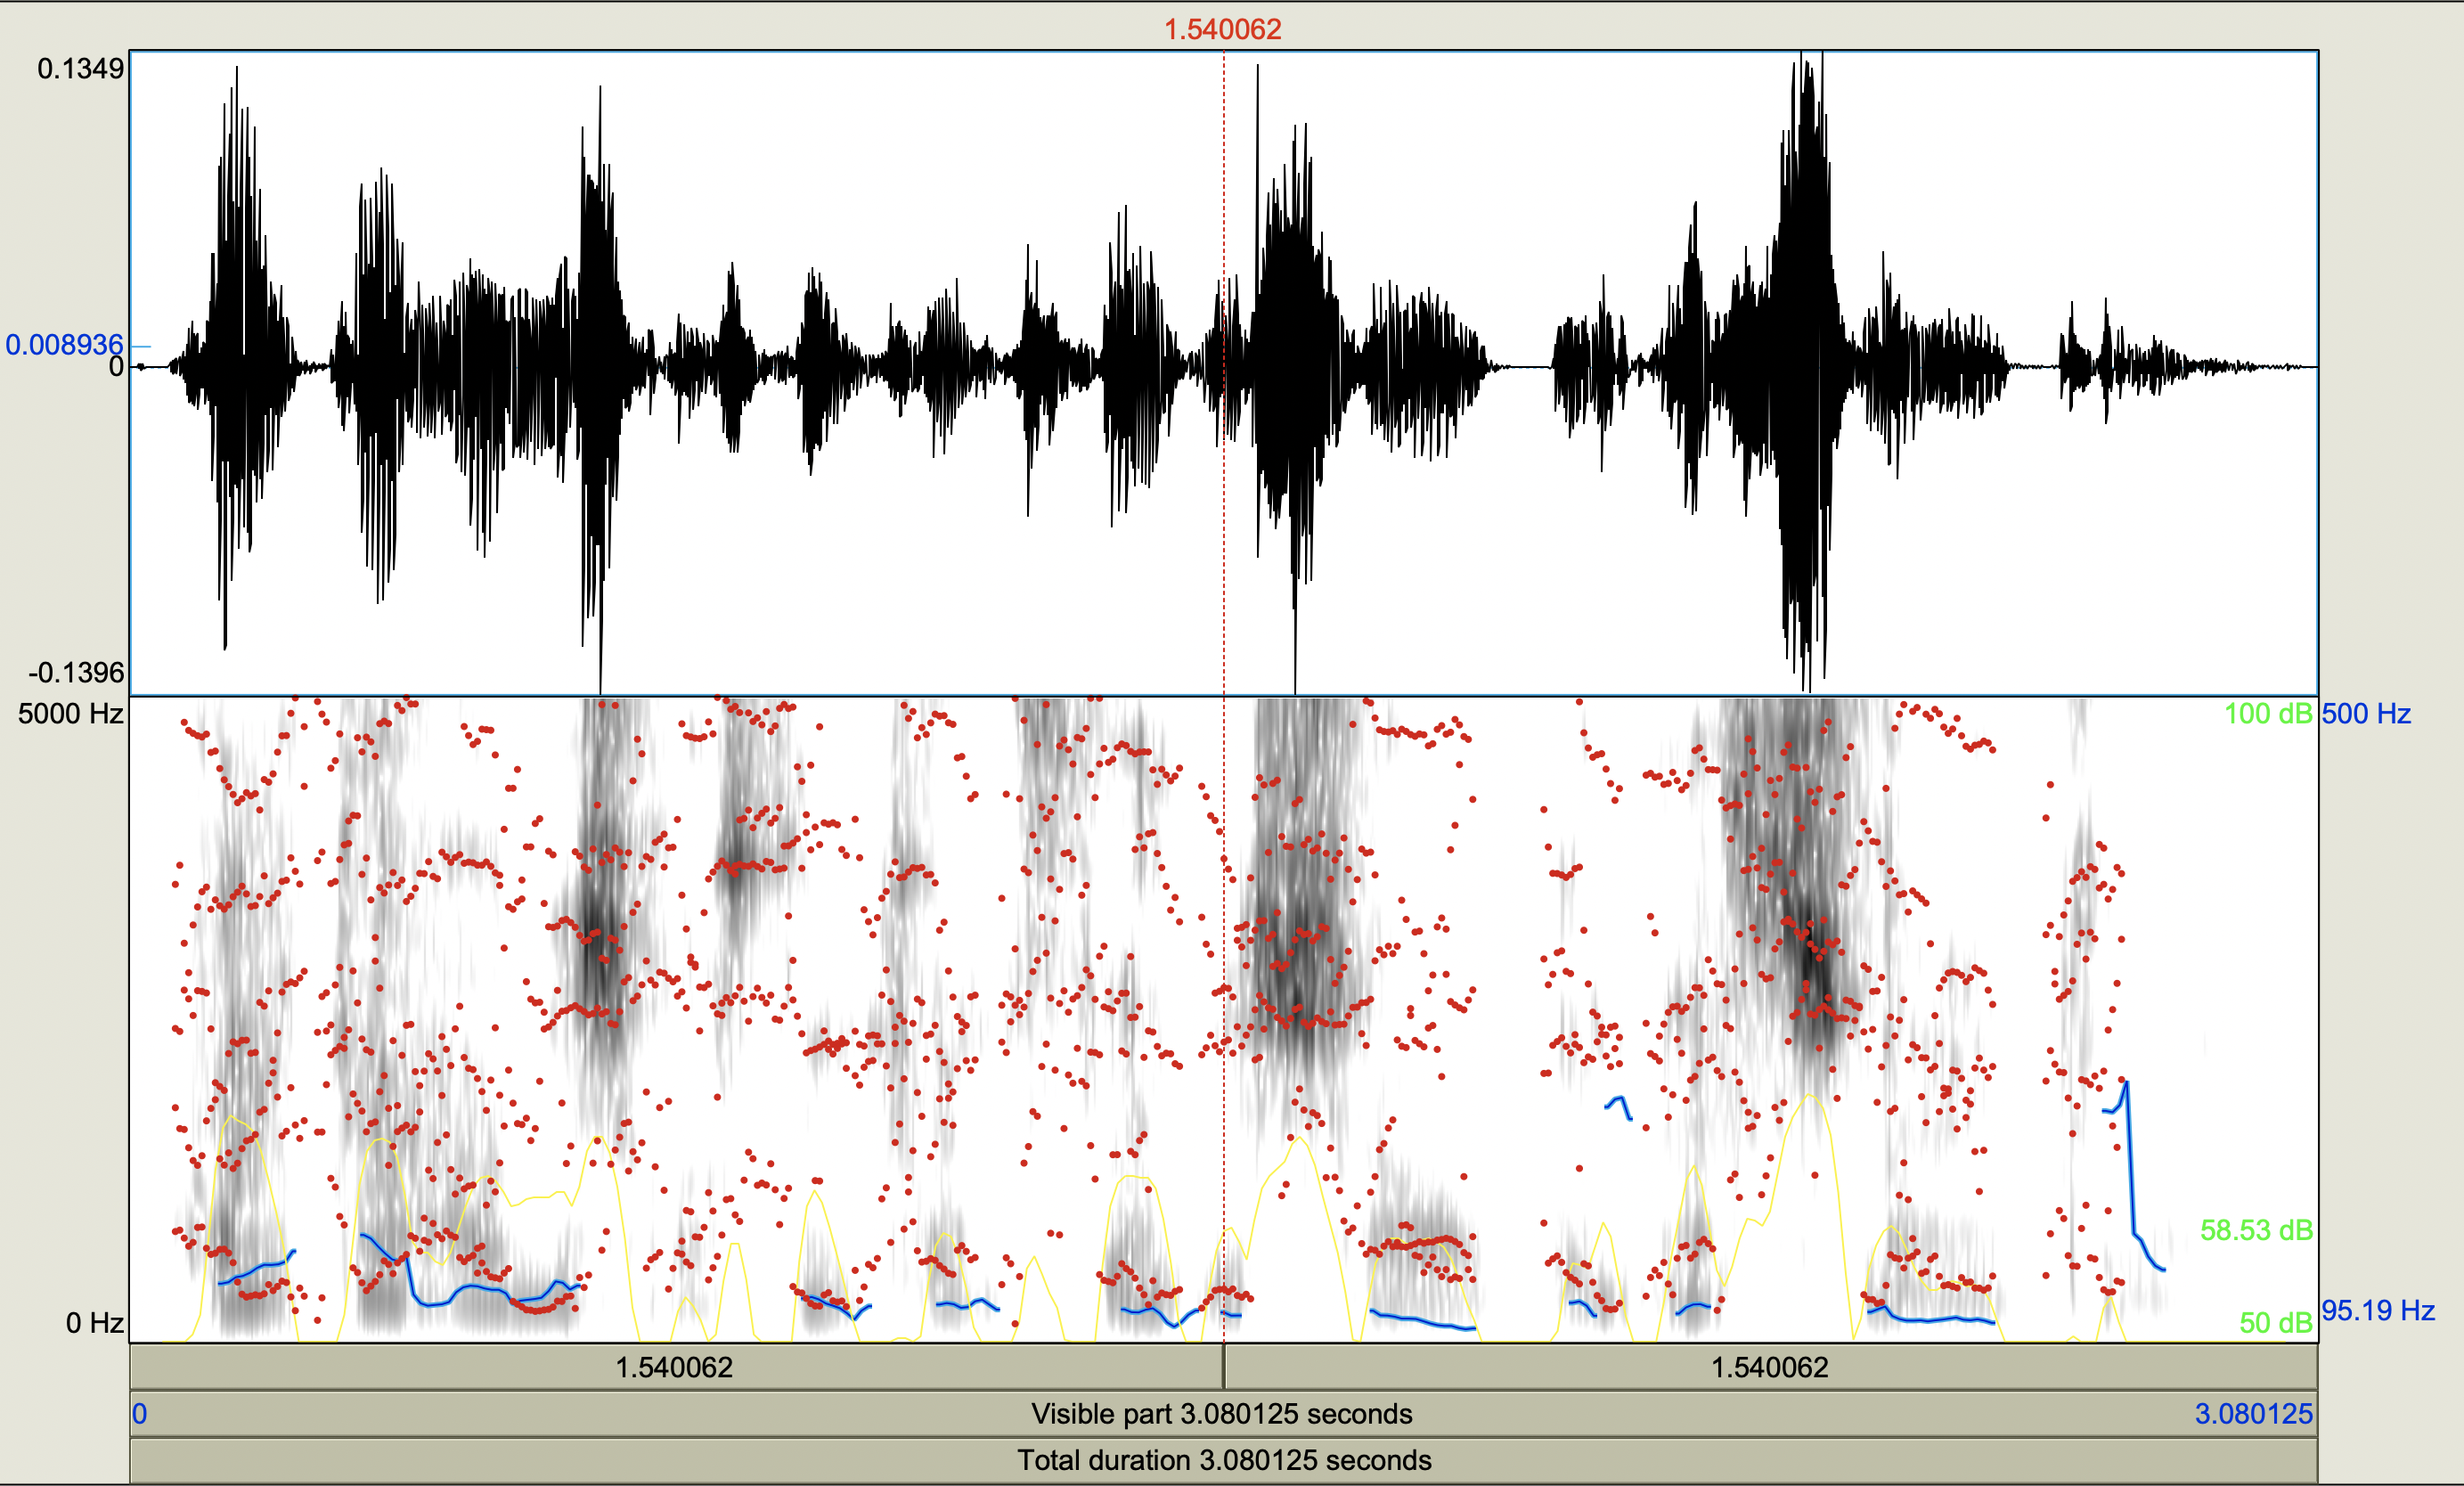 1.540062
0.1349
0.008936
0
-0.1396
5000 Hz 100 dB 500 Hz
58.53 dB
0 Hz 50 dB 95.19 Hz
1.540062 1.540062
0 Visible part 3.080125 seconds 3.080125
Total duration 3.080125 seconds